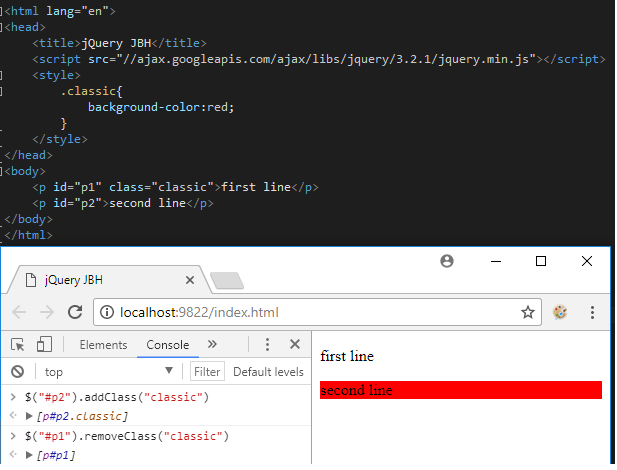 <html lang="en">
<head>
    <title>jQuery JBH</title>
    <script src="//ajax.googleapis.com/ajax/libs/jquery/3.2.1/jquery.min.js"></script>
    <style>
        .classic{
            background-color:red;
        }
    </style>
</head>
<body>
    <p id="p1" class="classic">first line</p>
    <p id="p2">second line</p>
</body>
</html>
jQuery JBH
localhost:9822/index.html
Elements Console
top Filter Default levels
$("#p2").addClass("classic")
[p#p2.classic]
$("#p1").removeClass("classic")
[p#p1]
first line
second line